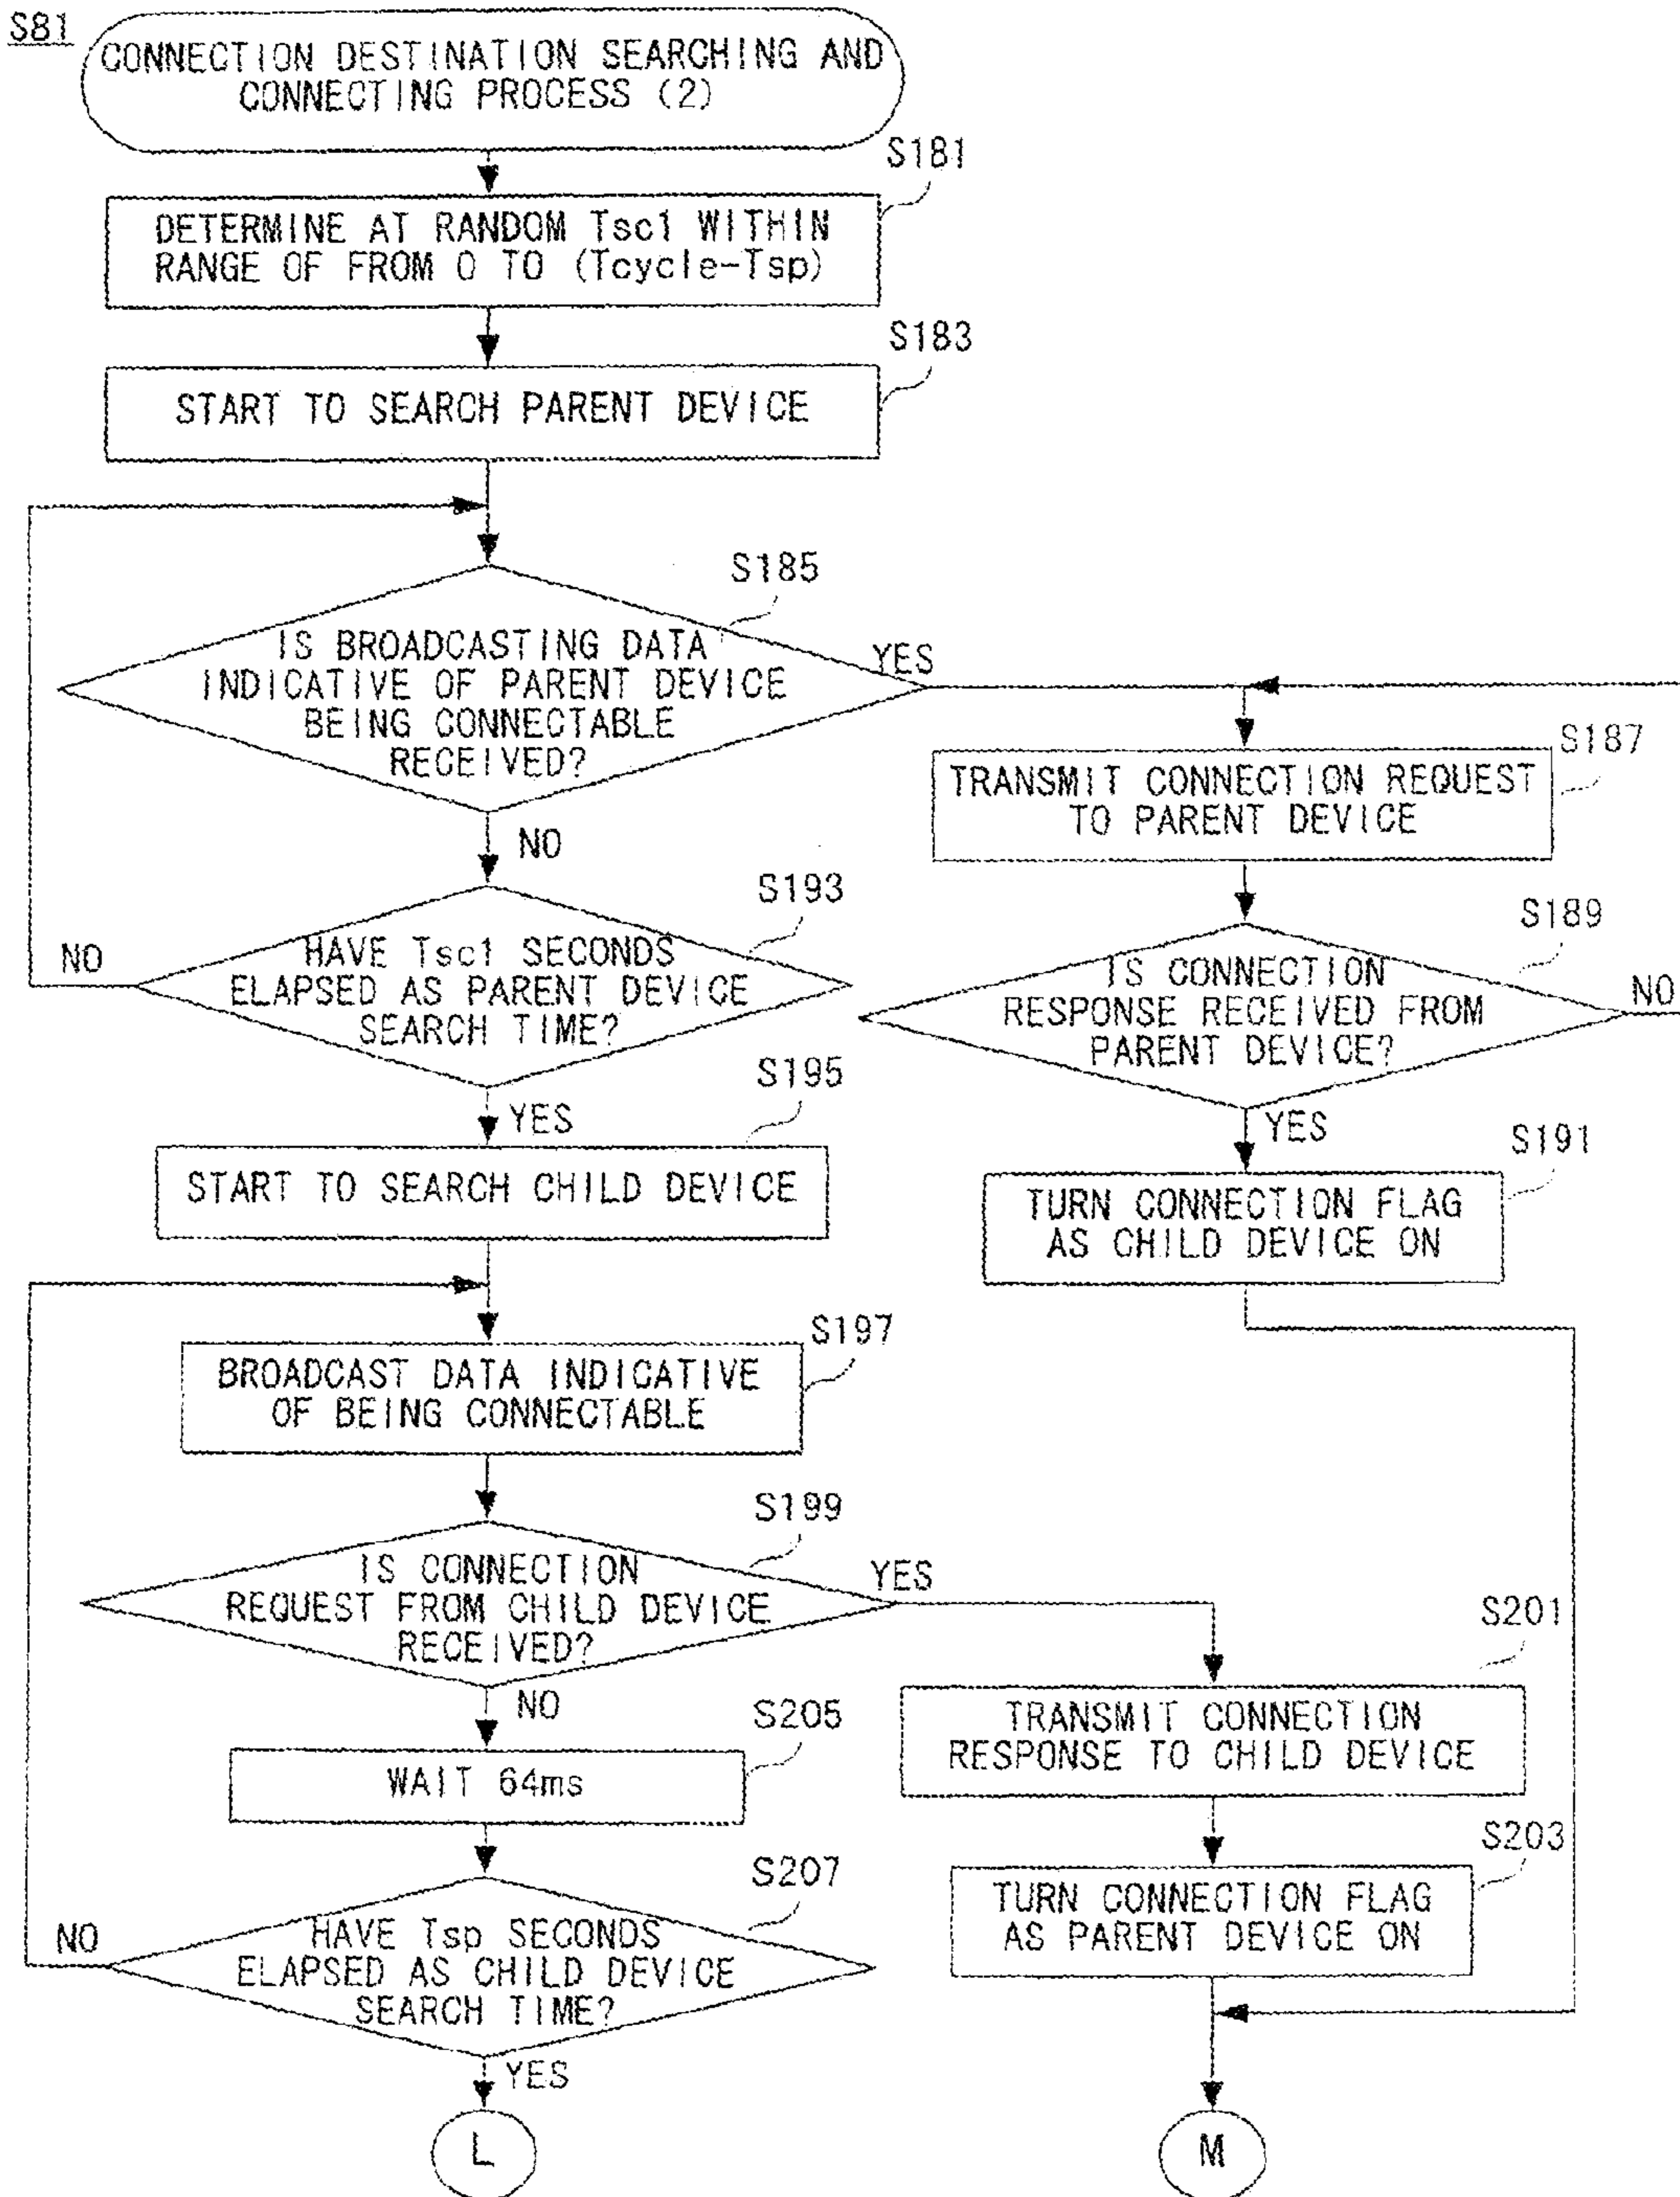 S81
CONNECTION DESTINATION SEARCHING AND
CONNECTING PROCESS (2)
S181
DETERMINE AT RANDOM Tsc1 WITHIN
RANGE OF FROM 0 TO (Tcycle-Tsp)
S183
START TO SEARCH PARENT DEVICE
S185
IS BROADCASTING DATA
INDICATIVE OF PARENT DEVICE
BEING CONNECTABLE
RECEIVED?
YES
NO
S187
TRANSMIT CONNECTION REQUEST
TO PARENT DEVICE
S189
IS CONNECTION
RESPONSE RECEIVED FROM
PARENT DEVICE?
NO
YES
S191
TURN CONNECTION FLAG
AS CHILD DEVICE ON
S193
HAVE Tsc1 SECONDS
ELAPSED AS PARENT DEVICE
SEARCH TIME?
NO
YES
S195
START TO SEARCH CHILD DEVICE
S197
BROADCAST DATA INDICATIVE
OF BEING CONNECTABLE
S199
IS CONNECTION
REQUEST FROM CHILD DEVICE
RECEIVED?
YES
NO
S201
TRANSMIT CONNECTION
RESPONSE TO CHILD DEVICE
S203
TURN CONNECTION FLAG
AS PARENT DEVICE ON
S205
WAIT 64ms
S207
HAVE Tsp SECONDS
ELAPSED AS CHILD DEVICE
SEARCH TIME?
NO
YES
L
M